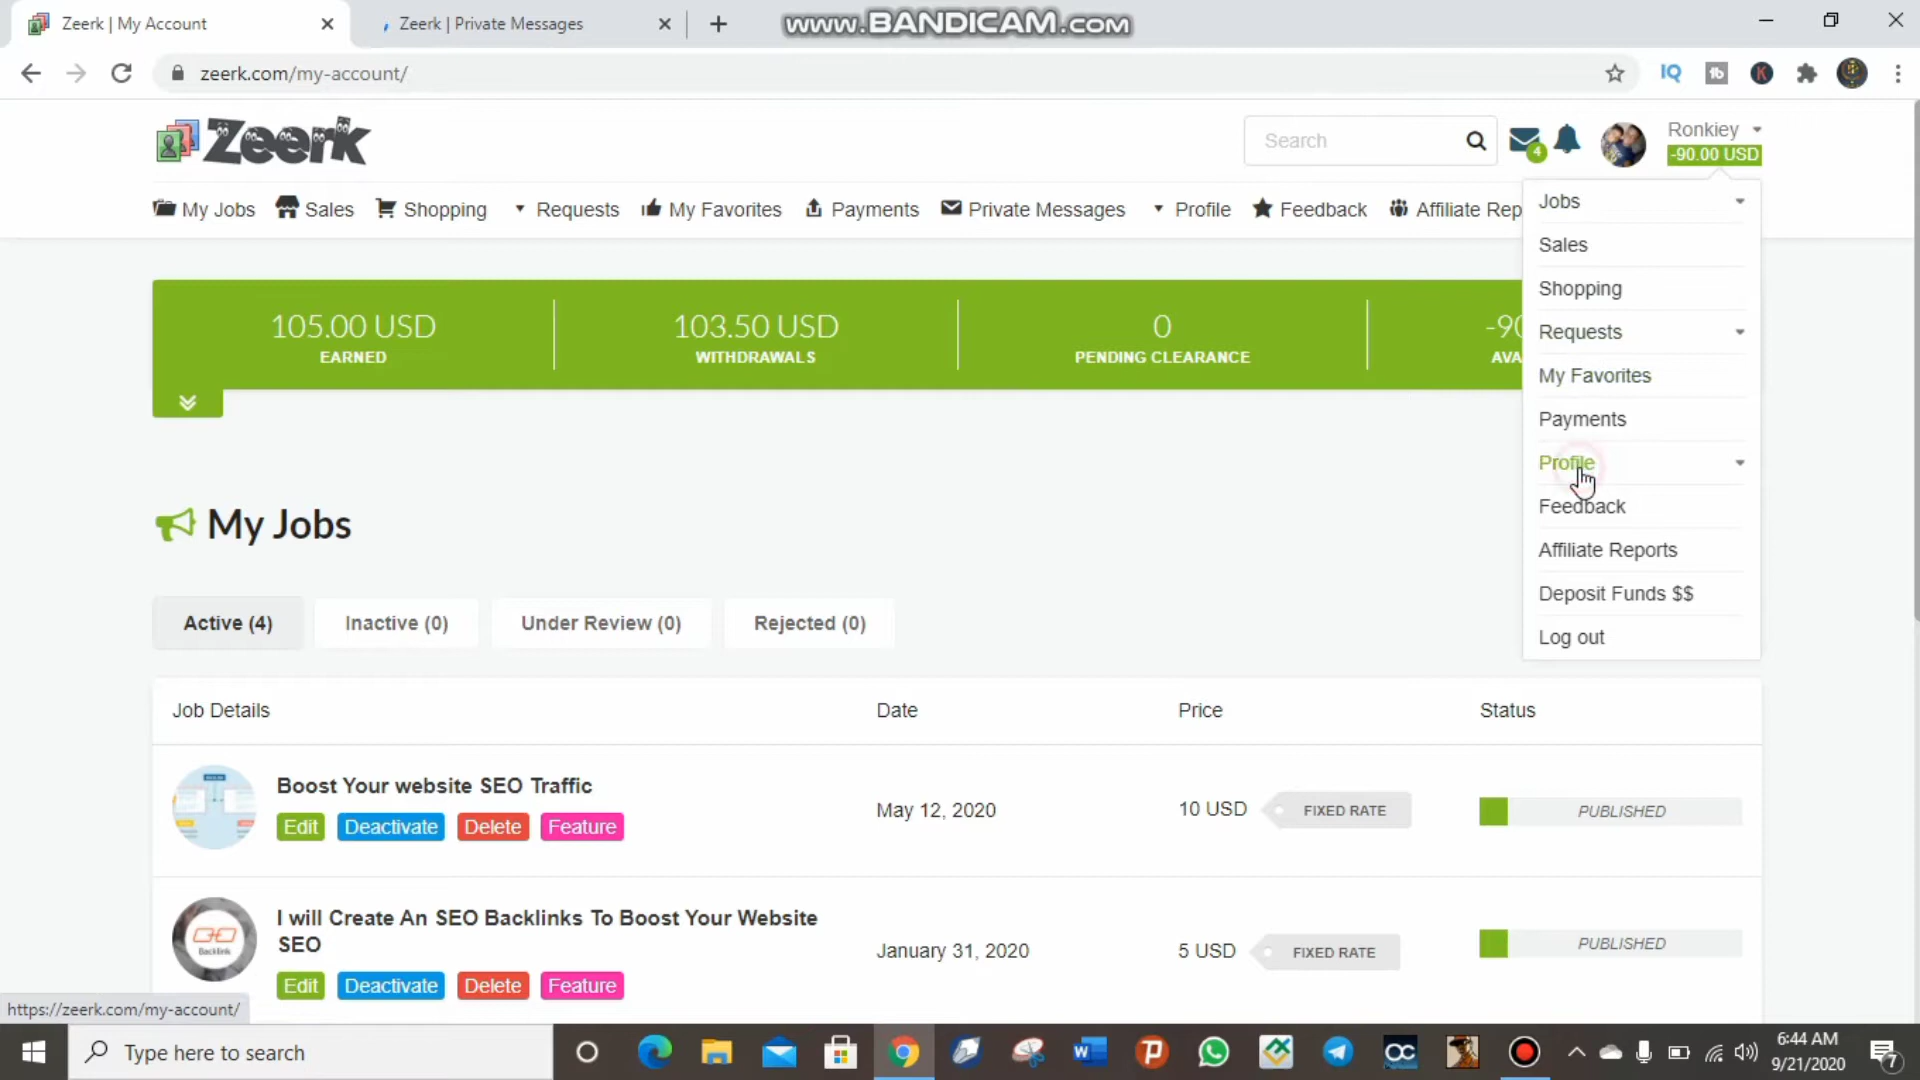 Zeerk | My Account
Zeerk | Private Messages
www.BANDICAM.com
zeerk.com/my-account/
Zeerk
Search
4
Ronkiey
-90.00 USD
My Jobs
Sales
Shopping
Requests
My Favorites
Payments
Private Messages
Profile
Feedback
Affiliate Rep
Jobs
Sales
Shopping
Requests
My Favorites
Payments
Profile
Feedback
Affiliate Reports
Deposit Funds $$
Log out
105.00 USD
EARNED
103.50 USD
WITHDRAWALS
0
PENDING CLEARANCE
-90
AVA
My Jobs
Active (4)
Inactive (0)
Under Review (0)
Rejected (0)
Job Details
Date
Price
Status
Boost Your website SEO Traffic
Edit
Deactivate
Delete
Feature
May 12, 2020
10 USD
FIXED RATE
PUBLISHED
I will Create An SEO Backlinks To Boost Your Website
SEO
Edit
Deactivate
Delete
Feature
January 31, 2020
5 USD
FIXED RATE
PUBLISHED
https://zeerk.com/my-account/
Type here to search
6:44 AM
9/21/2020
7